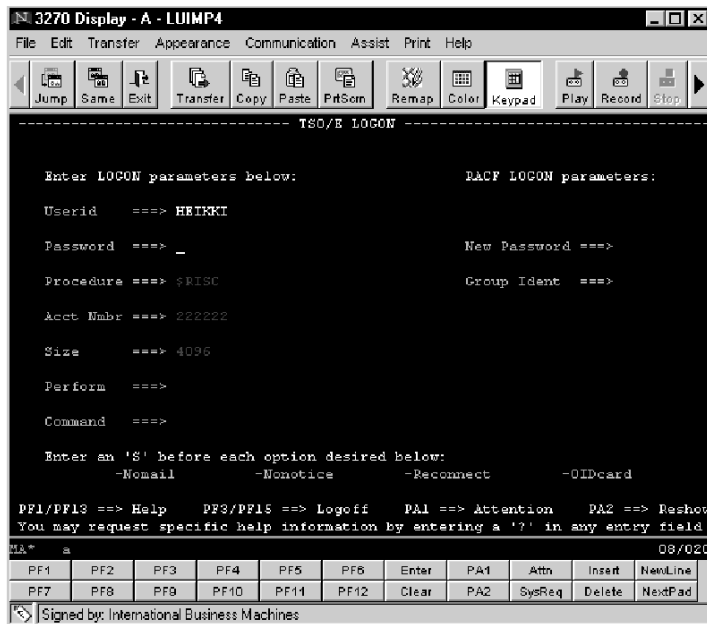 3270 Display - A - LUIMP4
File Edit Transfer Appearance Communication Assist Print Help
Jump Same Exit Transfer Copy Paste PrtScrn Remap Color Keypad Play Record Stop
------------------------------- TSO/E LOGON -----------------------------------
Enter LOGON parameters below: RACF LOGON parameters:
Userid ===> HEIKKI
Password ===> _ New Password ===>
Procedure ===> $RISC Group Ident ===>
Acct Nmbr ===> 222222
Size ===> 4096
Perform ===>
Command ===>
Enter an 'S' before each option desired below:
-Nomail -Nonotice -Reconnect -OIDcard
PF1/PF13 ==> Help PF3/PF15 ==> Logoff PA1 ==> Attention PA2 ==> Reshow
You may request specific help information by entering a '?' in any entry field
MA* a 08/020
PF1 PF2 PF3 PF4 PF5 PF6 Enter PA1 Attn Insert NewLine
PF7 PF8 PF9 PF10 PF11 PF12 Clear PA2 SysReq Delete NextPad
Signed by: International Business Machines